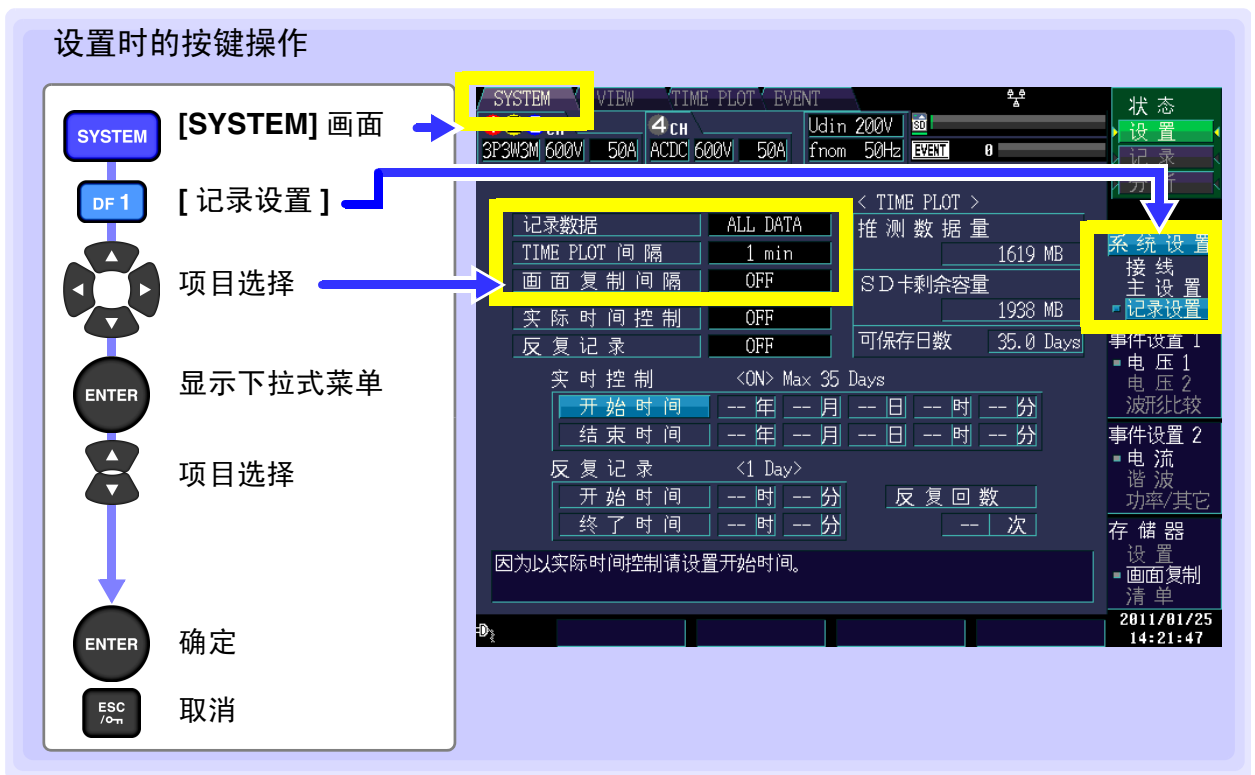 设置时的按键操作
SYSTEM
[SYSTEM] 画面
DF 1
[ 记录设置 ]
项目选择
ENTER
显示下拉式菜单
项目选择
ENTER
确定
ESC
取消
SYSTEM VIEW TIME PLOT EVENT
CH 4 CH Udin 200V SD
3P3W3M 600V 50A ACDC 600V 50A fnom 50Hz EVENT 0
状态
设置
记录
< TIME PLOT >
记录数据 ALL DATA 推测数据量
TIME PLOT 间隔 1 min 1619 MB
画面复制间隔 OFF SD卡剩余容量
实际时间控制 OFF 1938 MB
反复记录 OFF 可保存日数 35.0 Days
实时控制 <ON> Max 35 Days
开始时间 -- 年 -- 月 -- 日 -- 时 -- 分
结束时间 -- 年 -- 月 -- 日 -- 时 -- 分
反复记录 <1 Day>
开始时间 -- 时 -- 分 反复回数
终了时间 -- 时 -- 分 -- 次
因为以实际时间控制请设置开始时间。
系统设置
接线
主设置
记录设置
事件设置 1
电压 1
电压 2
波形比较
事件设置 2
电流
谐波
功率/其它
存储器
设置
画面复制
清单
2011/01/25
14:21:47